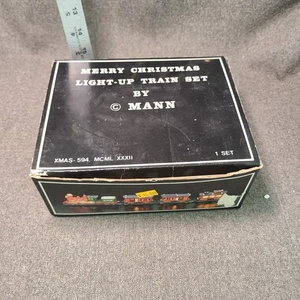 MERRY CHRISTMAS
LIGHT-UP TRAIN SET
BY
© MANN
XMAS-594 MCML XXXII 1 SET